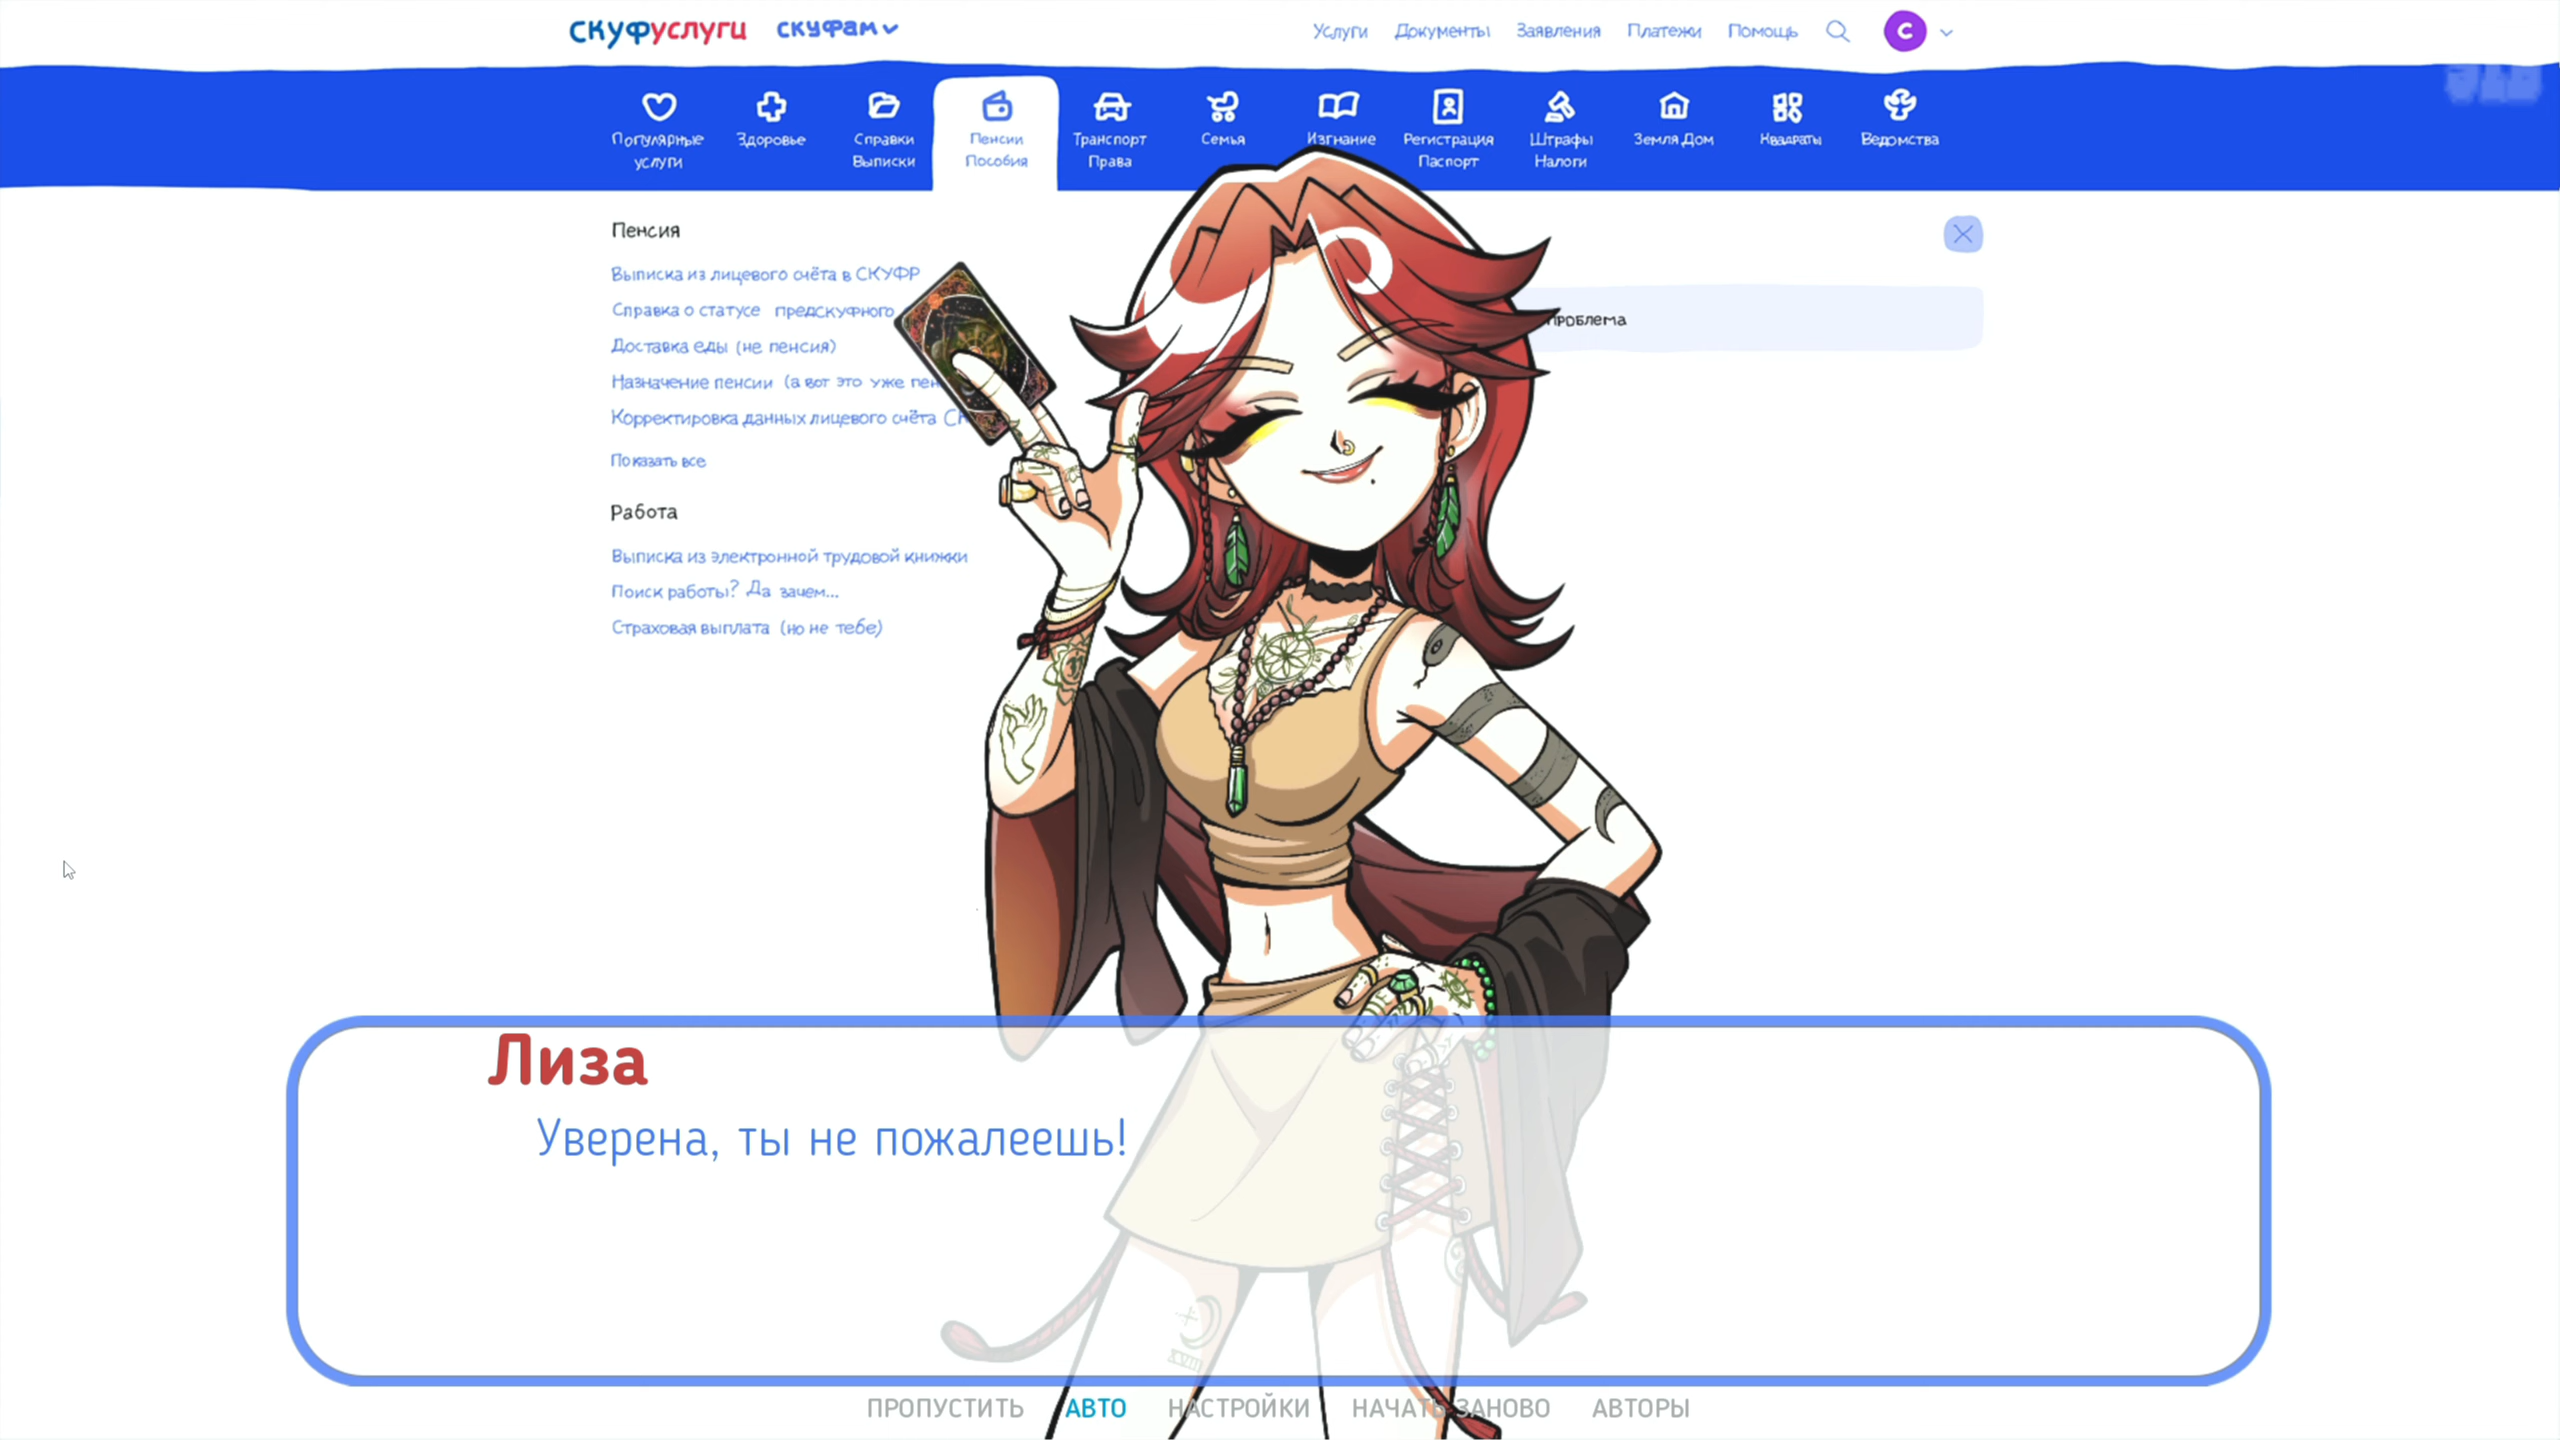 СКУФУСЛУГИ
СКУФАМ
Услуги
Документы
Заявления
Платежи
Помощь
С
Популярные
услуги
Здоровье
Справки
Выписки
Пенсии
Пособия
Транспорт
Права
Семья
Изгнание
Регистрация
Паспорт
Штрафы
Налоги
Земля Дом
Квадраты
Ведомства
Пенсия
Выписка из лицевого счёта в СКУФР
Справка о статусе предскуфного
Доставка еды (не пенсия)
Назначение пенсии (а вот это уже
Корректировка данных лицевого счёта
Показать все
проблема
Работа
Выписка из электронной трудовой книжки
Поиск работы? Да зачем...
Страховая выплата (но не тебе)
XVIII
Лиза
Уверена, ты не пожалеешь!
ПРОПУСТИТЬ
АВТО
НАСТРОЙКИ
НАЧАТЬ ЗАНОВО
АВТОРЫ